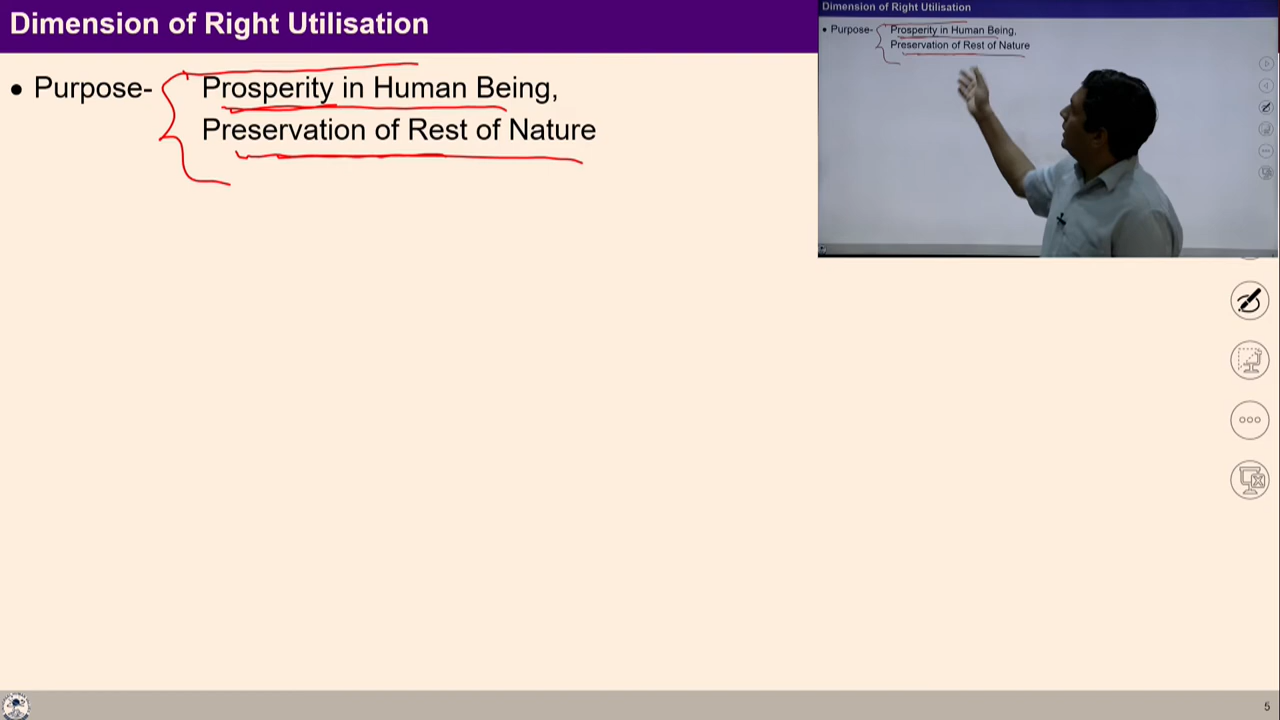 Dimension of Right Utilisation
• Purpose- Prosperity in Human Being,
Preservation of Rest of Nature
Dimension of Right Utilisation
• Purpose- Prosperity in Human Being,
Preservation of Rest of Nature
5